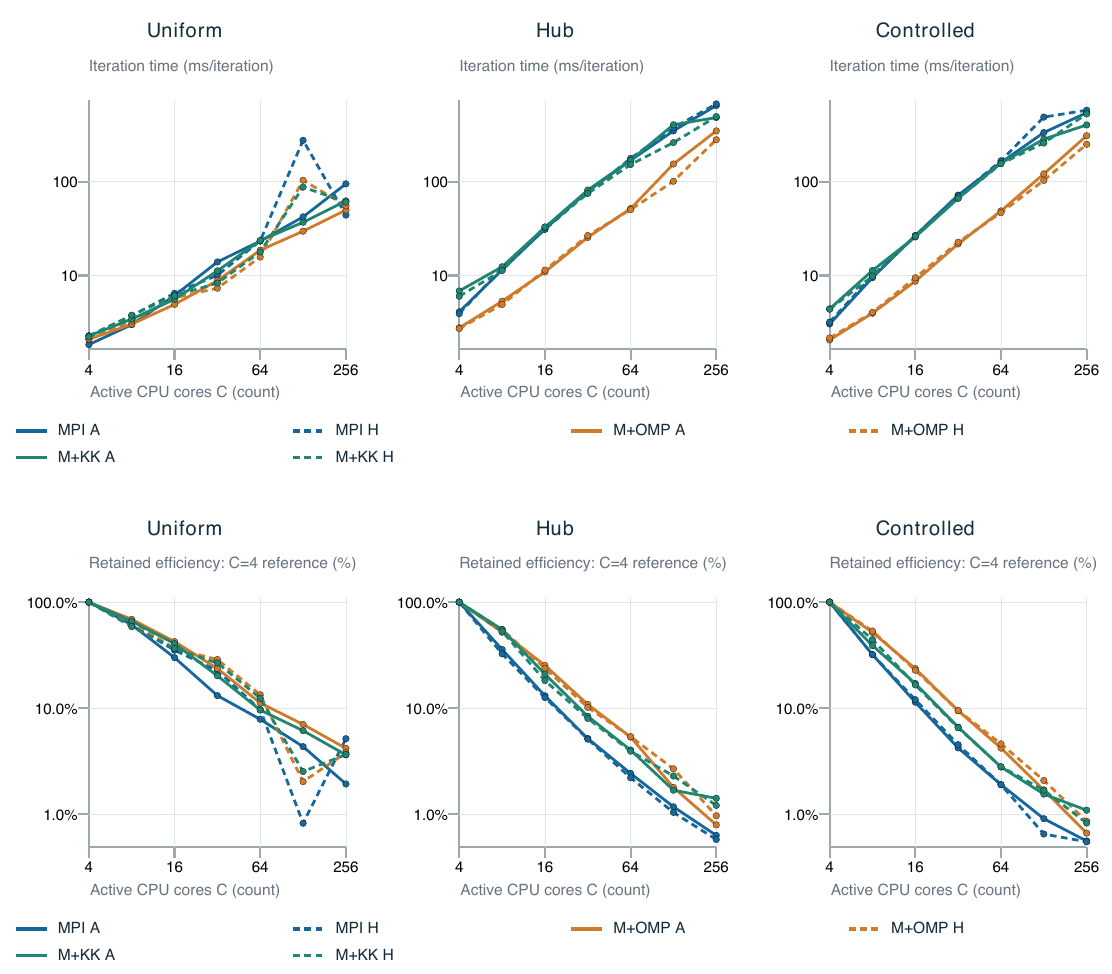 Uniform Hub Controlled
Iteration time (ms/iteration) Iteration time (ms/iteration) Iteration time (ms/iteration)
100 100 100
10 10 10
4 16 64 256 4 16 64 256 4 16 64 256
Active CPU cores C (count) Active CPU cores C (count) Active CPU cores C (count)
MPI A MPI H M+OMP A M+OMP H
M+KK A M+KK H
Uniform Hub Controlled
Retained efficiency: C=4 reference (%) Retained efficiency: C=4 reference (%) Retained efficiency: C=4 reference (%)
100.0% 100.0% 100.0%
10.0% 10.0% 10.0%
1.0% 1.0% 1.0%
4 16 64 256 4 16 64 256 4 16 64 256
Active CPU cores C (count) Active CPU cores C (count) Active CPU cores C (count)
MPI A MPI H M+OMP A M+OMP H
M+KK A M+KK H